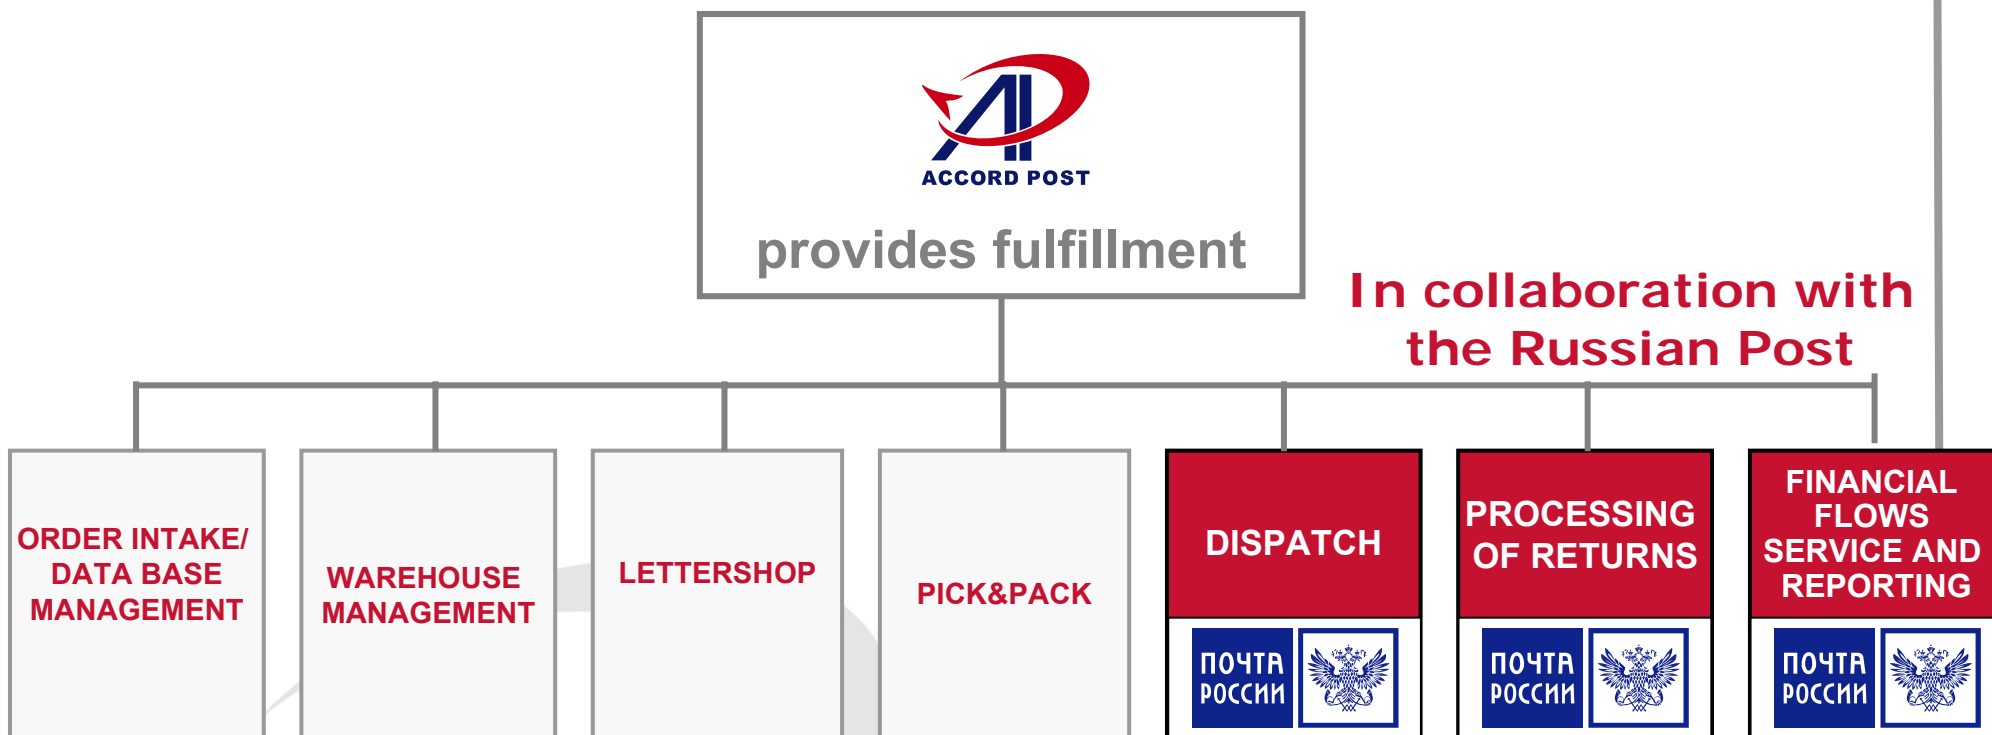 ACCORD POST
provides fulfillment
In collaboration with
the Russian Post
ORDER INTAKE/
DATA BASE
MANAGEMENT
WAREHOUSE
MANAGEMENT
LETTERSHOP
PICK&PACK
DISPATCH
ПОЧТА
РОССИИ
PROCESSING
OF RETURNS
ПОЧТА
РОССИИ
FINANCIAL
FLOWS
SERVICE AND
REPORTING
ПОЧТА
РОССИИ